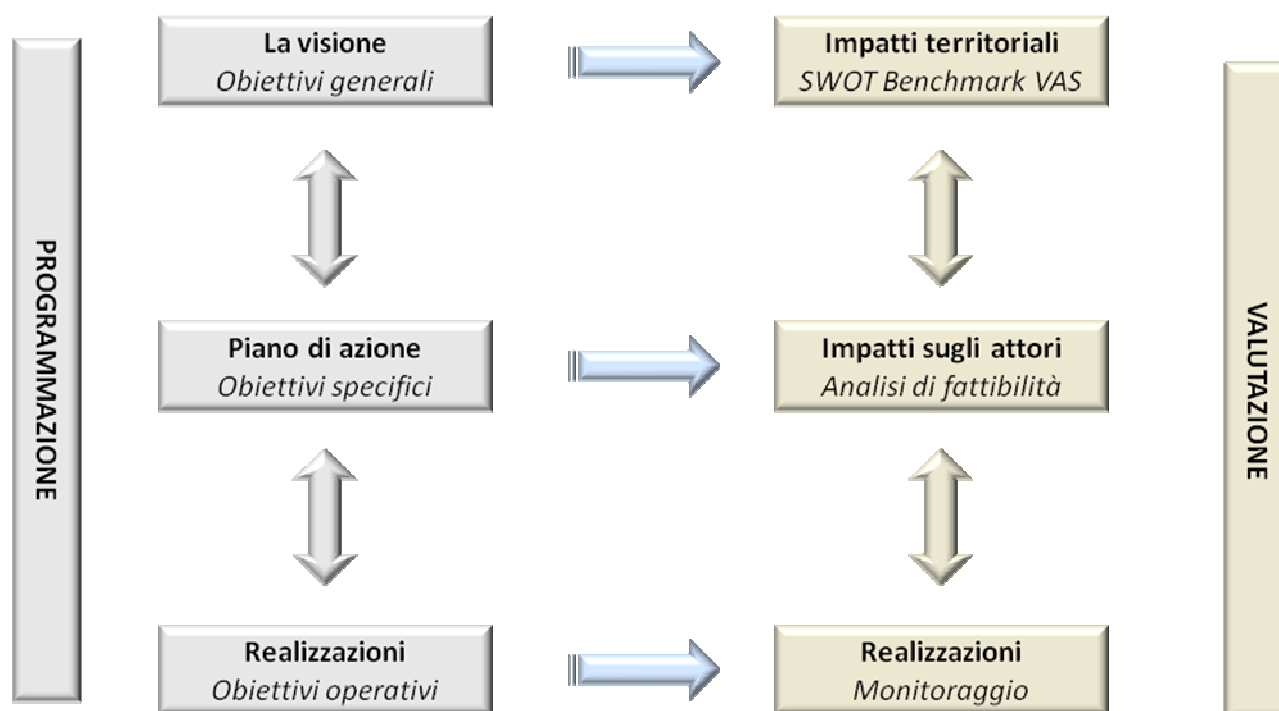 La visione
Obiettivi generali
Impatti territoriali
SWOT Benchmark VAS
PROGRAMMAZIONE
Piano di azione
Obiettivi specifici
Impatti sugli attori
Analisi di fattibilità
VALUTAZIONE
Realizzazioni
Obiettivi operativi
Realizzazioni
Monitoraggio